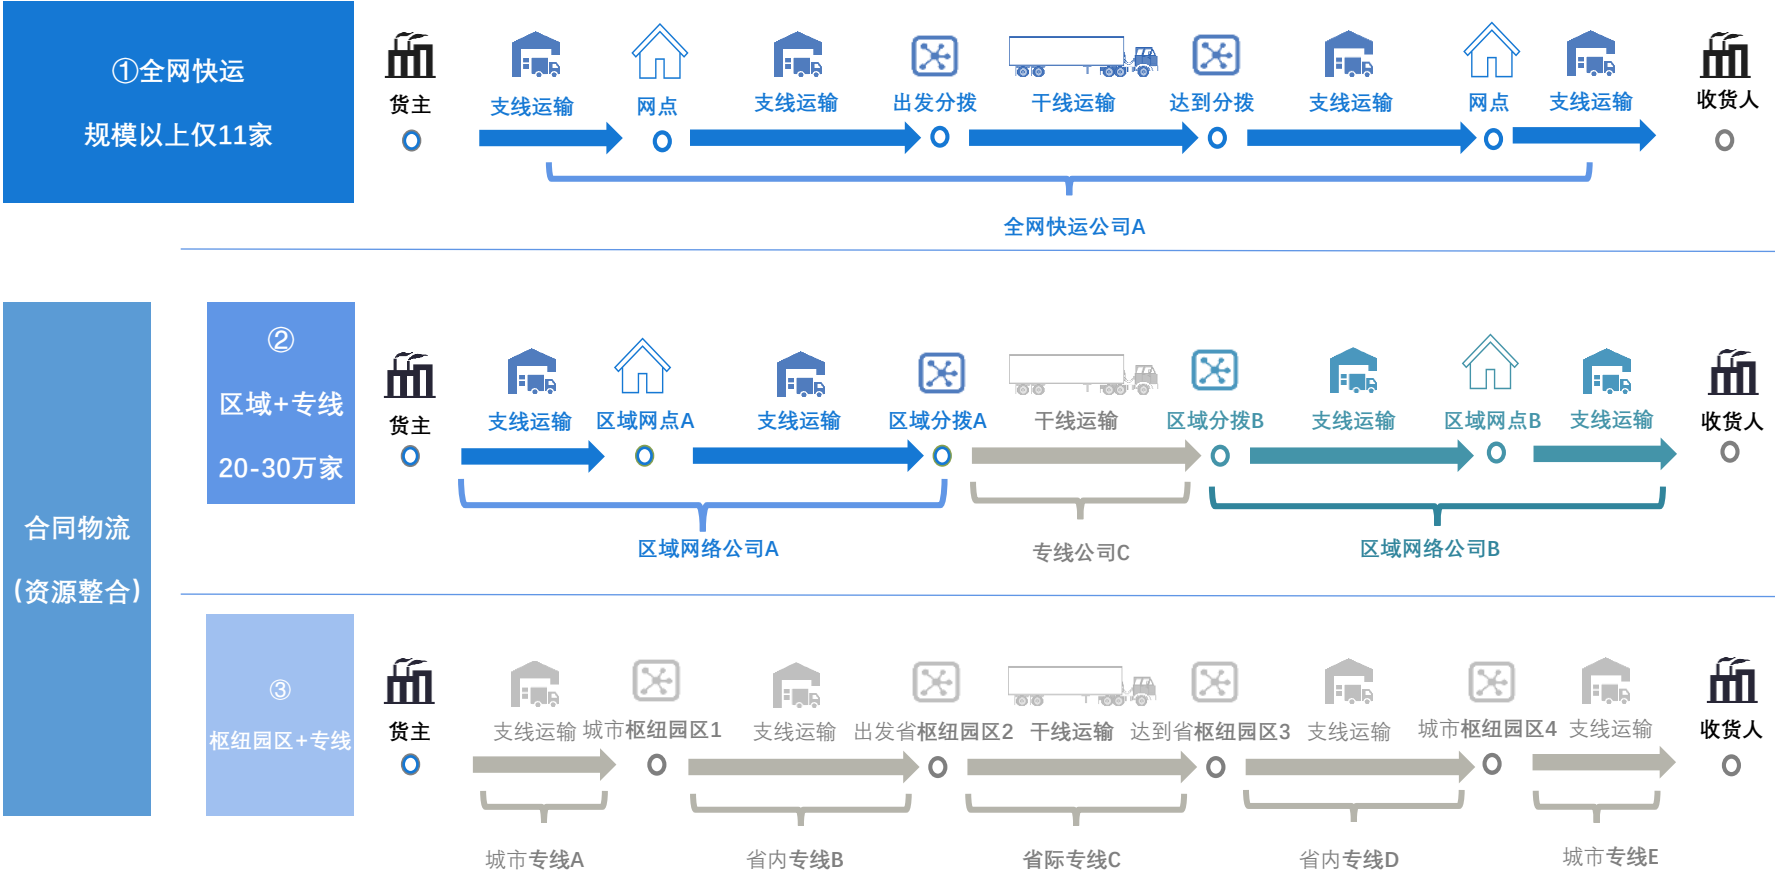 ①全网快运
规模以上仅11家
货主
支线运输
网点
支线运输
出发分拨
干线运输
达到分拨
支线运输
网点
支线运输
收货人
全网快运公司A
合同物流
(资源整合)
②
区域+专线
20-30万家
货主
支线运输
区域网点A
支线运输
区域分拨A
干线运输
区域分拨B
支线运输
区域网点B
支线运输
收货人
区域网络公司A
专线公司C
区域网络公司B
③
枢纽园区+专线
货主
支线运输
城市枢纽园区1
支线运输
出发省枢纽园区2
干线运输
达到省枢纽园区3
支线运输
城市枢纽园区4
支线运输
收货人
城市专线A
省内专线B
省际专线C
省内专线D
城市专线E